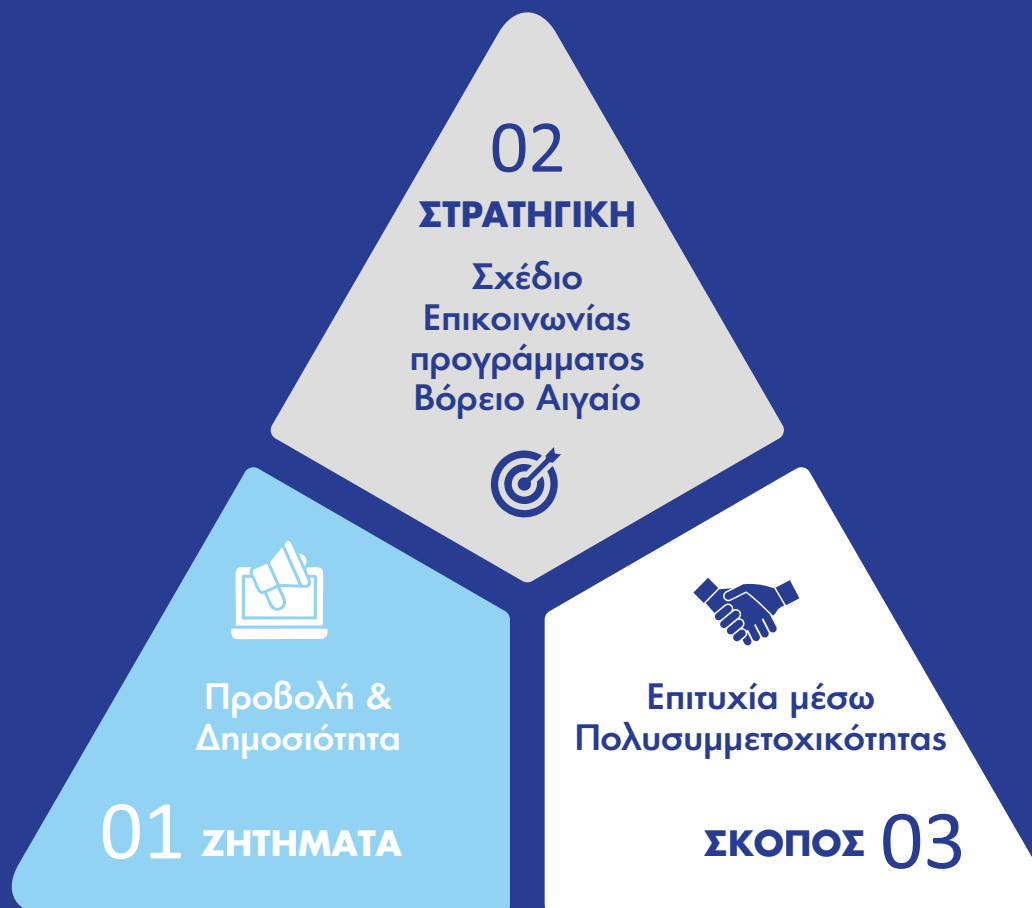 02
ΣΤΡΑΤΗΓΙΚΗ
Σχέδιο
Επικοινωνίας
προγράμματος
Βόρειο Αιγαίο
Προβολή &
Δημοσιότητα
01 ΖΗΤΗΜΑΤΑ
Επιτυχία μέσω
Πολυσυμμετοχικότητας
ΣΚΟΠΟΣ 03